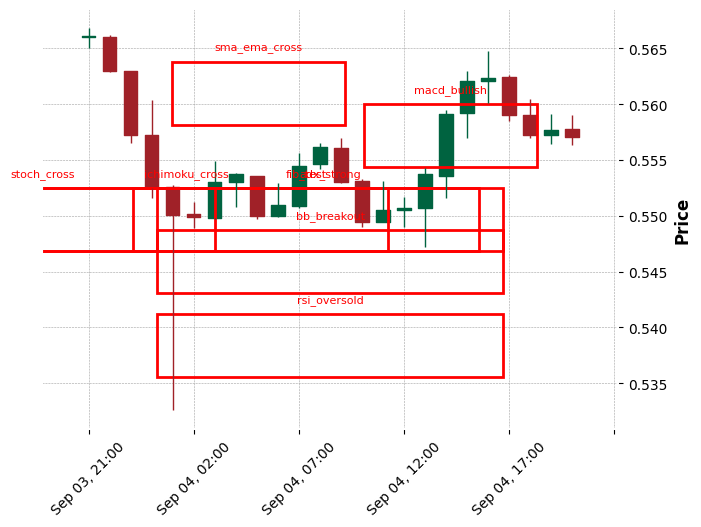 sma_ema_cross
0.565
macd_bullish
0.560
stoch_cross
0.555
0.550
bb_breakout
0.545
rsi_oversold
0.540
0.535
Price
Sep 03, 21:00
Sep 04, 02:00
Sep 04, 07:00
Sep 04, 12:00
Sep 04, 17:00